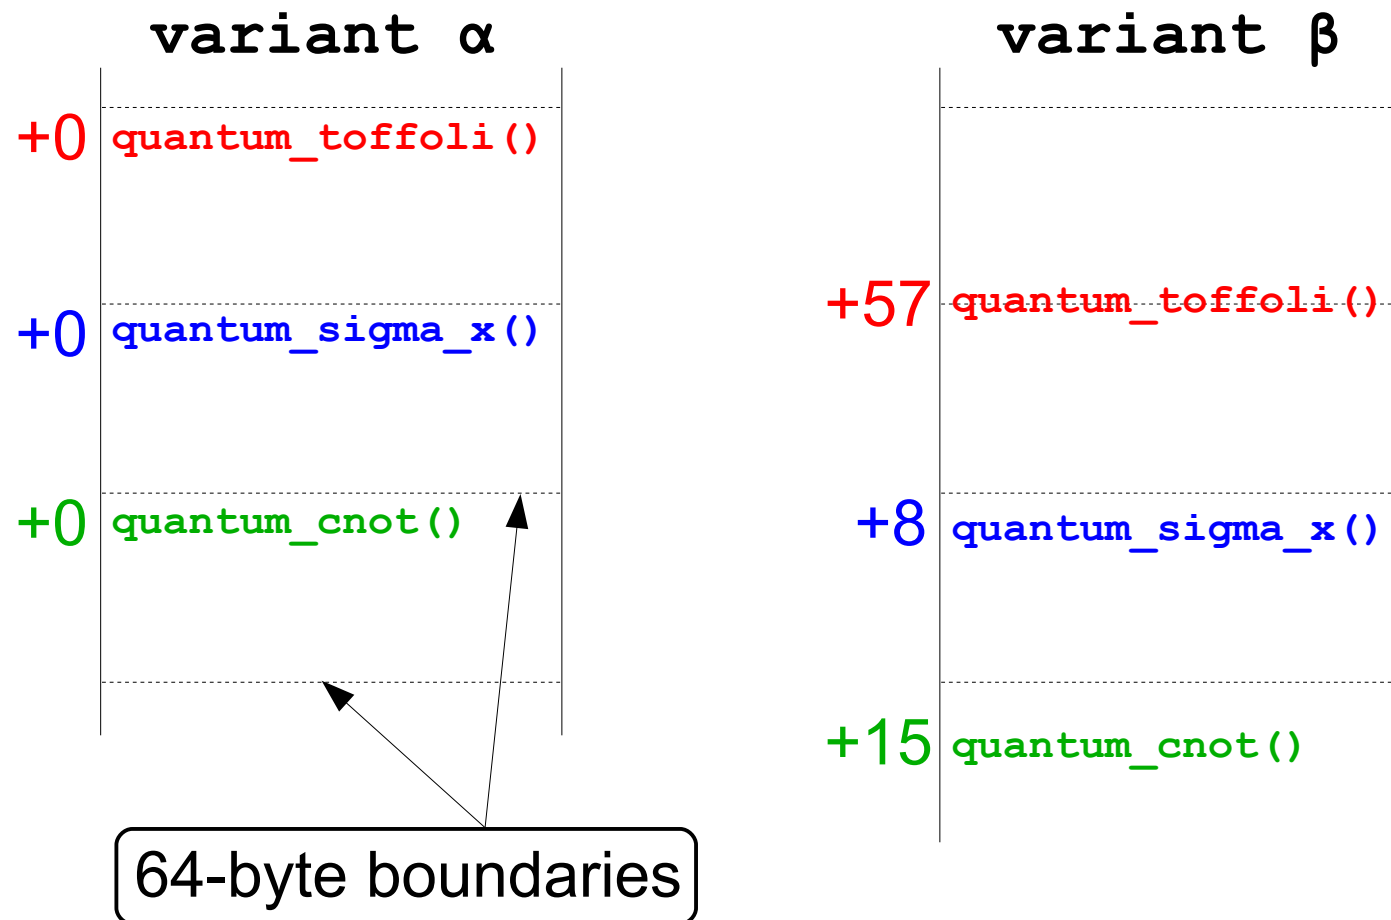 variant α
+0 quantum_toffoli()
+0 quantum_sigma_x()
+0 quantum_cnot()
64-byte boundaries
variant β
+57 quantum_toffoli()
+8 quantum_sigma_x()
+15 quantum_cnot()